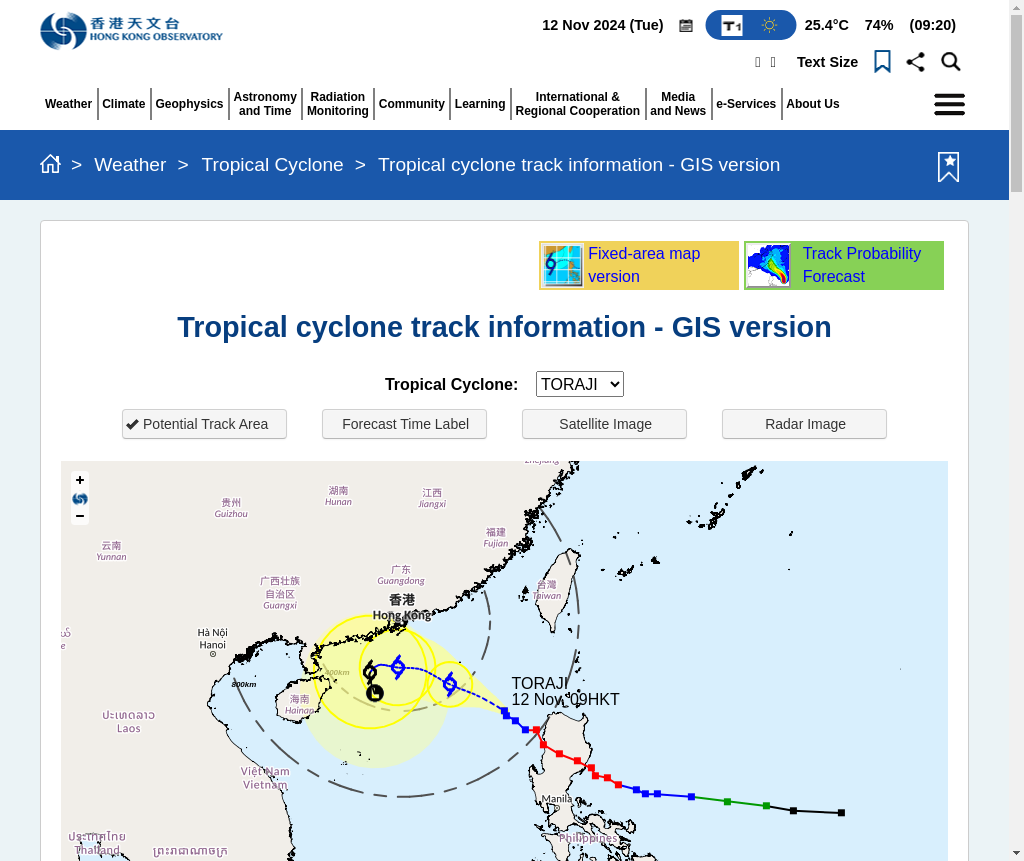 香港天文台
HONG KONG OBSERVATORY
12 Nov 2024 (Tue)
T1
25.4°C 74% (09:20)
Text Size
Weather
Climate
Geophysics
Astronomy
and Time
Radiation
Monitoring
Community
Learning
International &
Regional Cooperation
Media
and News
e-Services
About Us
> Weather > Tropical Cyclone > Tropical cyclone track information - GIS version
Fixed-area map
version
Track Probability
Forecast
Tropical cyclone track information - GIS version
Tropical Cyclone: TORAJI
Potential Track Area
Forecast Time Label
Satellite Image
Radar Image
+
−
Zhejiang
贵州
Guizhou
湖南
Hunan
江西
Jiangxi
福建
Fujian
云南
Yunnan
广东
Guangdong
广西壮族
自治区
Guangxi
台灣
Taiwan
香港
Hong Kong
Hà Nội
Hanoi
400km
800km
海南
Hainan
TORAJI
12 Nov, 09HKT
ປະເທດລາວ
Laos
Việt Nam
Vietnam
Manila
Philippines
ประเทศไทย
Thailand
ព្រះរាជាណាចក្រ